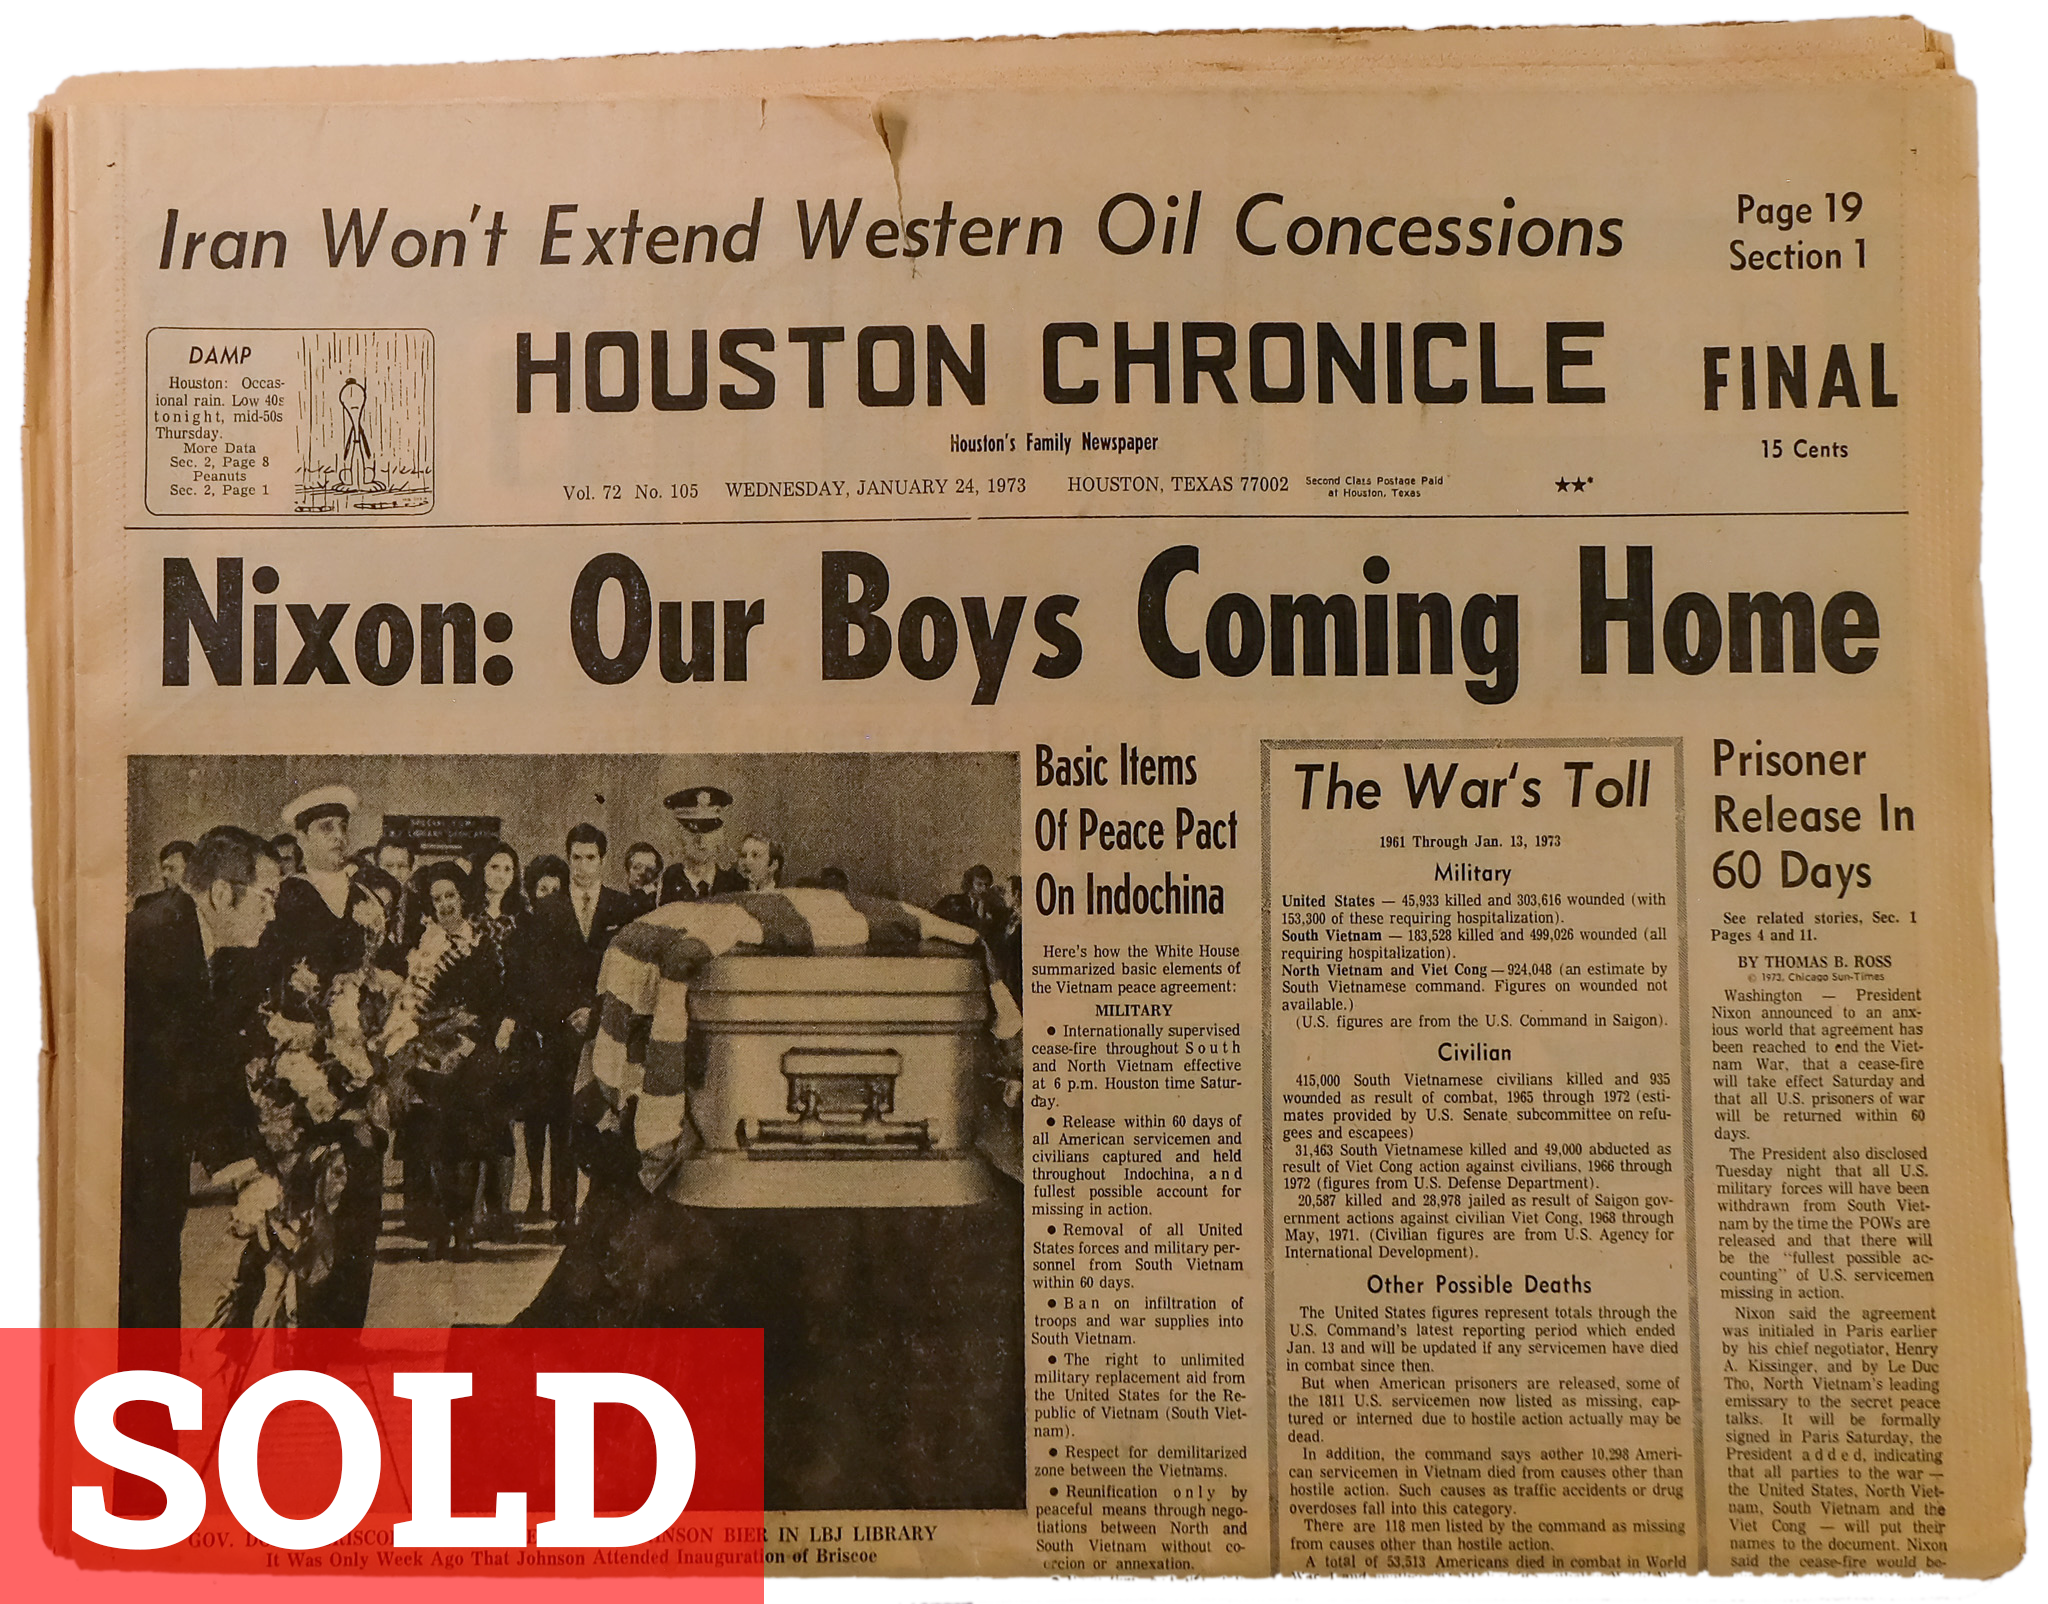 Iran Won't Extend Western Oil Concessions
Page 19
Section 1
DAMP
Houston: Occas-
ional rain. Low 40s
tonight, mid-50s
Thursday.
More Data
Sec. 2, Page 8
Peanuts
Sec. 2, Page 1
HOUSTON CHRONICLE
FINAL
Houston's Family Newspaper
15 Cents
Vol. 72 No. 105 WEDNESDAY, JANUARY 24, 1973 HOUSTON, TEXAS 77002 Second Class Postage Paid
at Houston, Texas
★★*
Nixon: Our Boys Coming Home
SOLD
IN LBJ LIBRARY
It Was Only Week Ago That Johnson Attended Inauguration of Briscoe
Basic Items
Of Peace Pact
On Indochina
Here's how the White House
summarized basic elements of
the Vietnam peace agreement:
MILITARY
● Internationally supervised
cease-fire throughout South
and North Vietnam effective
at 6 p.m. Houston time Satur-
day.
● Release within 60 days of
all American servicemen and
civilians captured and held
throughout Indochina, and
fullest possible account for
missing in action.
● Removal of all United
States forces and military per-
sonnel from South Vietnam
within 60 days.
● Ban on infiltration of
troops and war supplies into
South Vietnam.
● The right to unlimited
military replacement aid from
the United States for the Re-
public of Vietnam (South Viet-
nam).
● Respect for demilitarized
zone between the Vietnams.
● Reunification only by
peaceful means through nego-
tiations between North and
South Vietnam without co-
ercion or annexation.
The War's Toll
1961 Through Jan. 13, 1973
Military
United States — 45,933 killed and 303,616 wounded (with
153,300 of these requiring hospitalization).
South Vietnam — 183,528 killed and 499,026 wounded (all
requiring hospitalization).
North Vietnam and Viet Cong — 924,048 (an estimate by
South Vietnamese command. Figures on wounded not
available.)
(U.S. figures are from the U.S. Command in Saigon).
Civilian
415,000 South Vietnamese civilians killed and 935
wounded as result of combat, 1965 through 1972 (esti-
mates provided by U.S. Senate subcommittee on refu-
gees and escapees)
31,463 South Vietnamese killed and 49,000 abducted as
result of Viet Cong action against civilians, 1966 through
1972 (figures from U.S. Defense Department).
20,587 killed and 28,978 jailed as result of Saigon gov-
ernment actions against civilian Viet Cong, 1968 through
May, 1971. (Civilian figures are from U.S. Agency for
International Development).
Other Possible Deaths
The United States figures represent totals through the
U.S. Command's latest reporting period which ended
Jan. 13 and will be updated if any servicemen have died
in combat since then.
But when American prisoners are released, some of
the 1811 U.S. servicemen now listed as missing, cap-
tured or interned due to hostile action actually may be
dead.
In addition, the command says aother 10,298 Ameri-
can servicemen in Vietnam died from causes other than
hostile action. Such causes as traffic accidents or drug
overdoses fall into this category.
There are 118 men listed by the command as missing
from causes other than hostile action.
A total of 53,513 Americans died in combat in World
Prisoner
Release In
60 Days
See related stories, Sec. 1
Pages 4 and 11.
BY THOMAS B. ROSS
© 1973, Chicago Sun-Times
Washington — President
Nixon announced to an anx-
ious world that agreement has
been reached to end the Viet-
nam War, that a cease-fire
will take effect Saturday and
that all U.S. prisoners of war
will be returned within 60
days.
The President also disclosed
Tuesday night that all U.S.
military forces will have been
withdrawn from South Viet-
nam by the time the POWs are
released and that there will
be the "fullest possible ac-
counting" of U.S. servicemen
missing in action.
Nixon said the agreement
was initialed in Paris earlier
by his chief negotiator, Henry
A. Kissinger, and by Le Duc
Tho, North Vietnam's leading
emissary to the secret peace
talks. It will be formally
signed in Paris Saturday, the
President added, indicating
that all parties to the war —
the United States, North Viet-
nam, South Vietnam and the
Viet Cong — will put their
names to the document. Nixon
said the cease-fire would be-